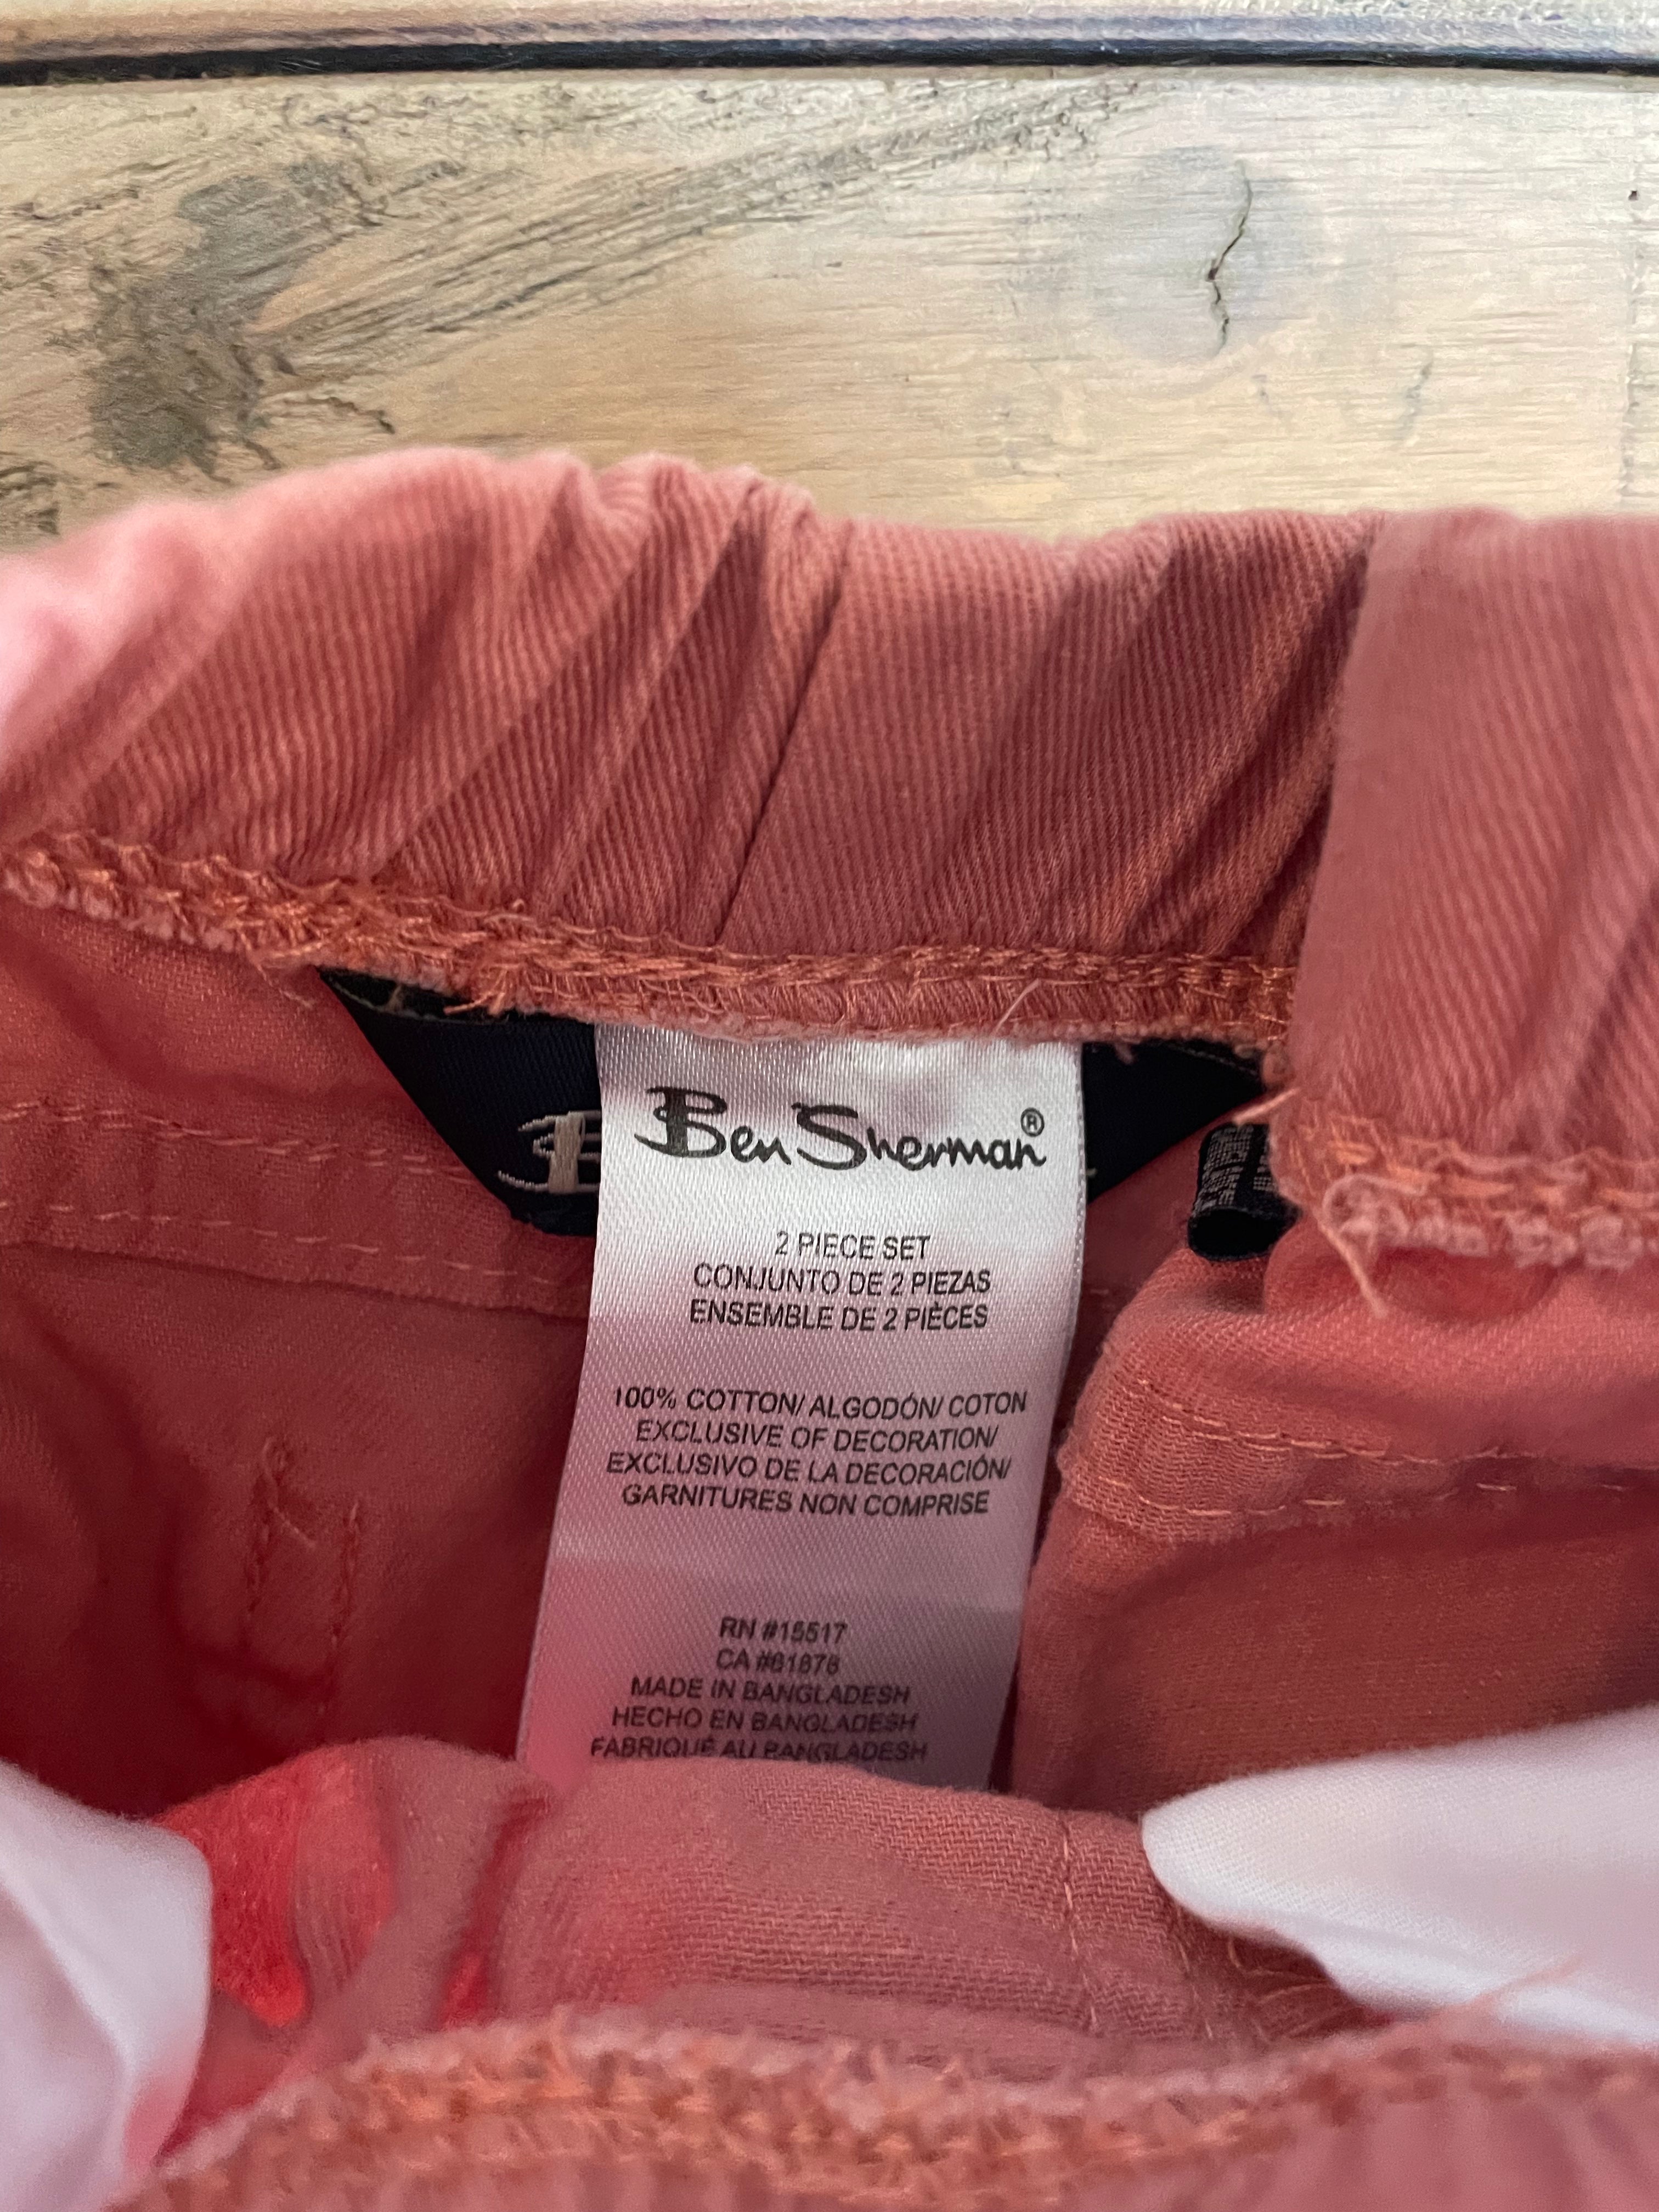 Ben Sherman®
2 PIECE SET
CONJUNTO DE 2 PIEZAS
ENSEMBLE DE 2 PIÈCES
100% COTTON/ ALGODÓN/ COTON
EXCLUSIVE OF DECORATION/
EXCLUSIVO DE LA DECORACIÓN/
GARNITURES NON COMPRISE
RN #15517
CA #61878
MADE IN BANGLADESH
HECHO EN BANGLADESH
FABRIQUÉ AU BANGLADESH